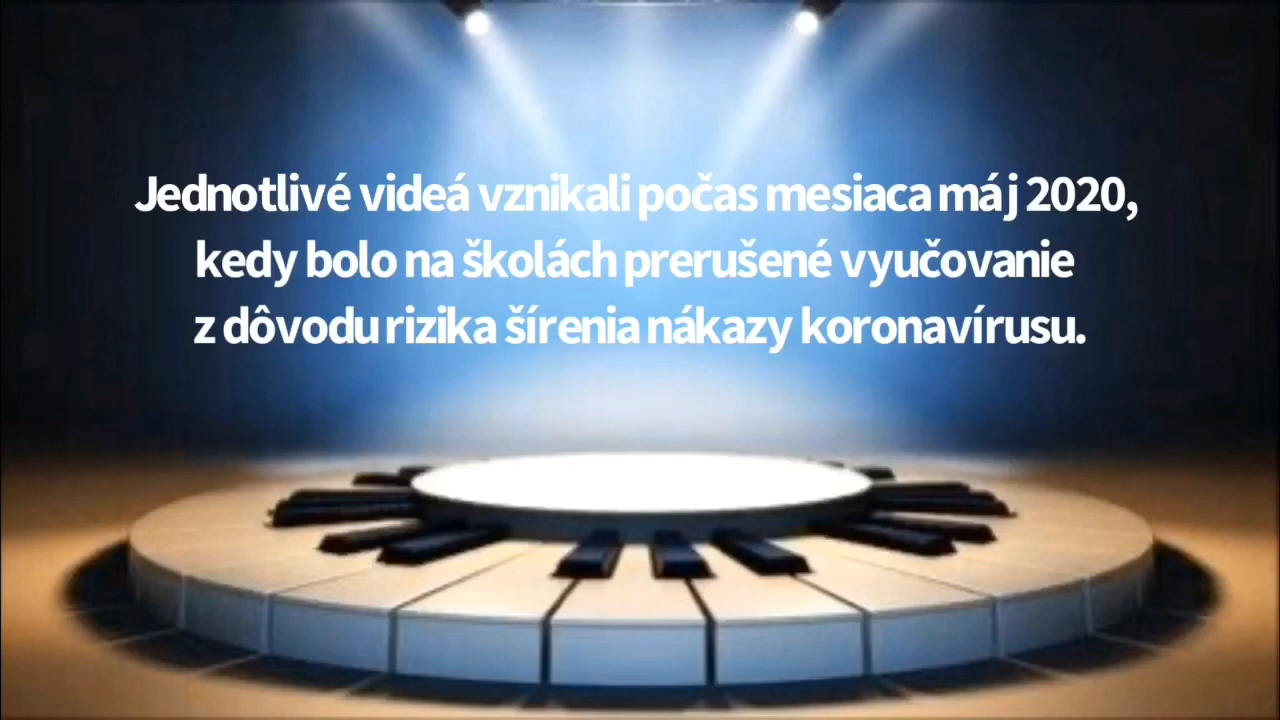 Jednotlivé videá vznikali počas mesiaca máj 2020,
kedy bolo na školách prerušené vyučovanie
z dôvodu rizika šírenia nákazy koronavírusu.